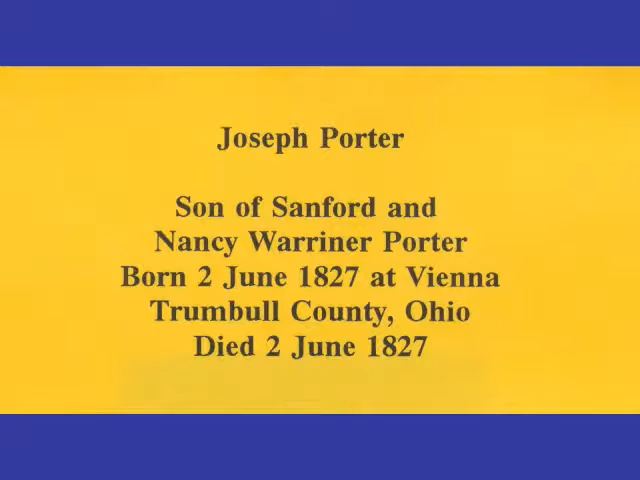 Joseph Porter
Son of Sanford and
Nancy Warriner Porter
Born 2 June 1827 at Vienna
Trumbull County, Ohio
Died 2 June 1827